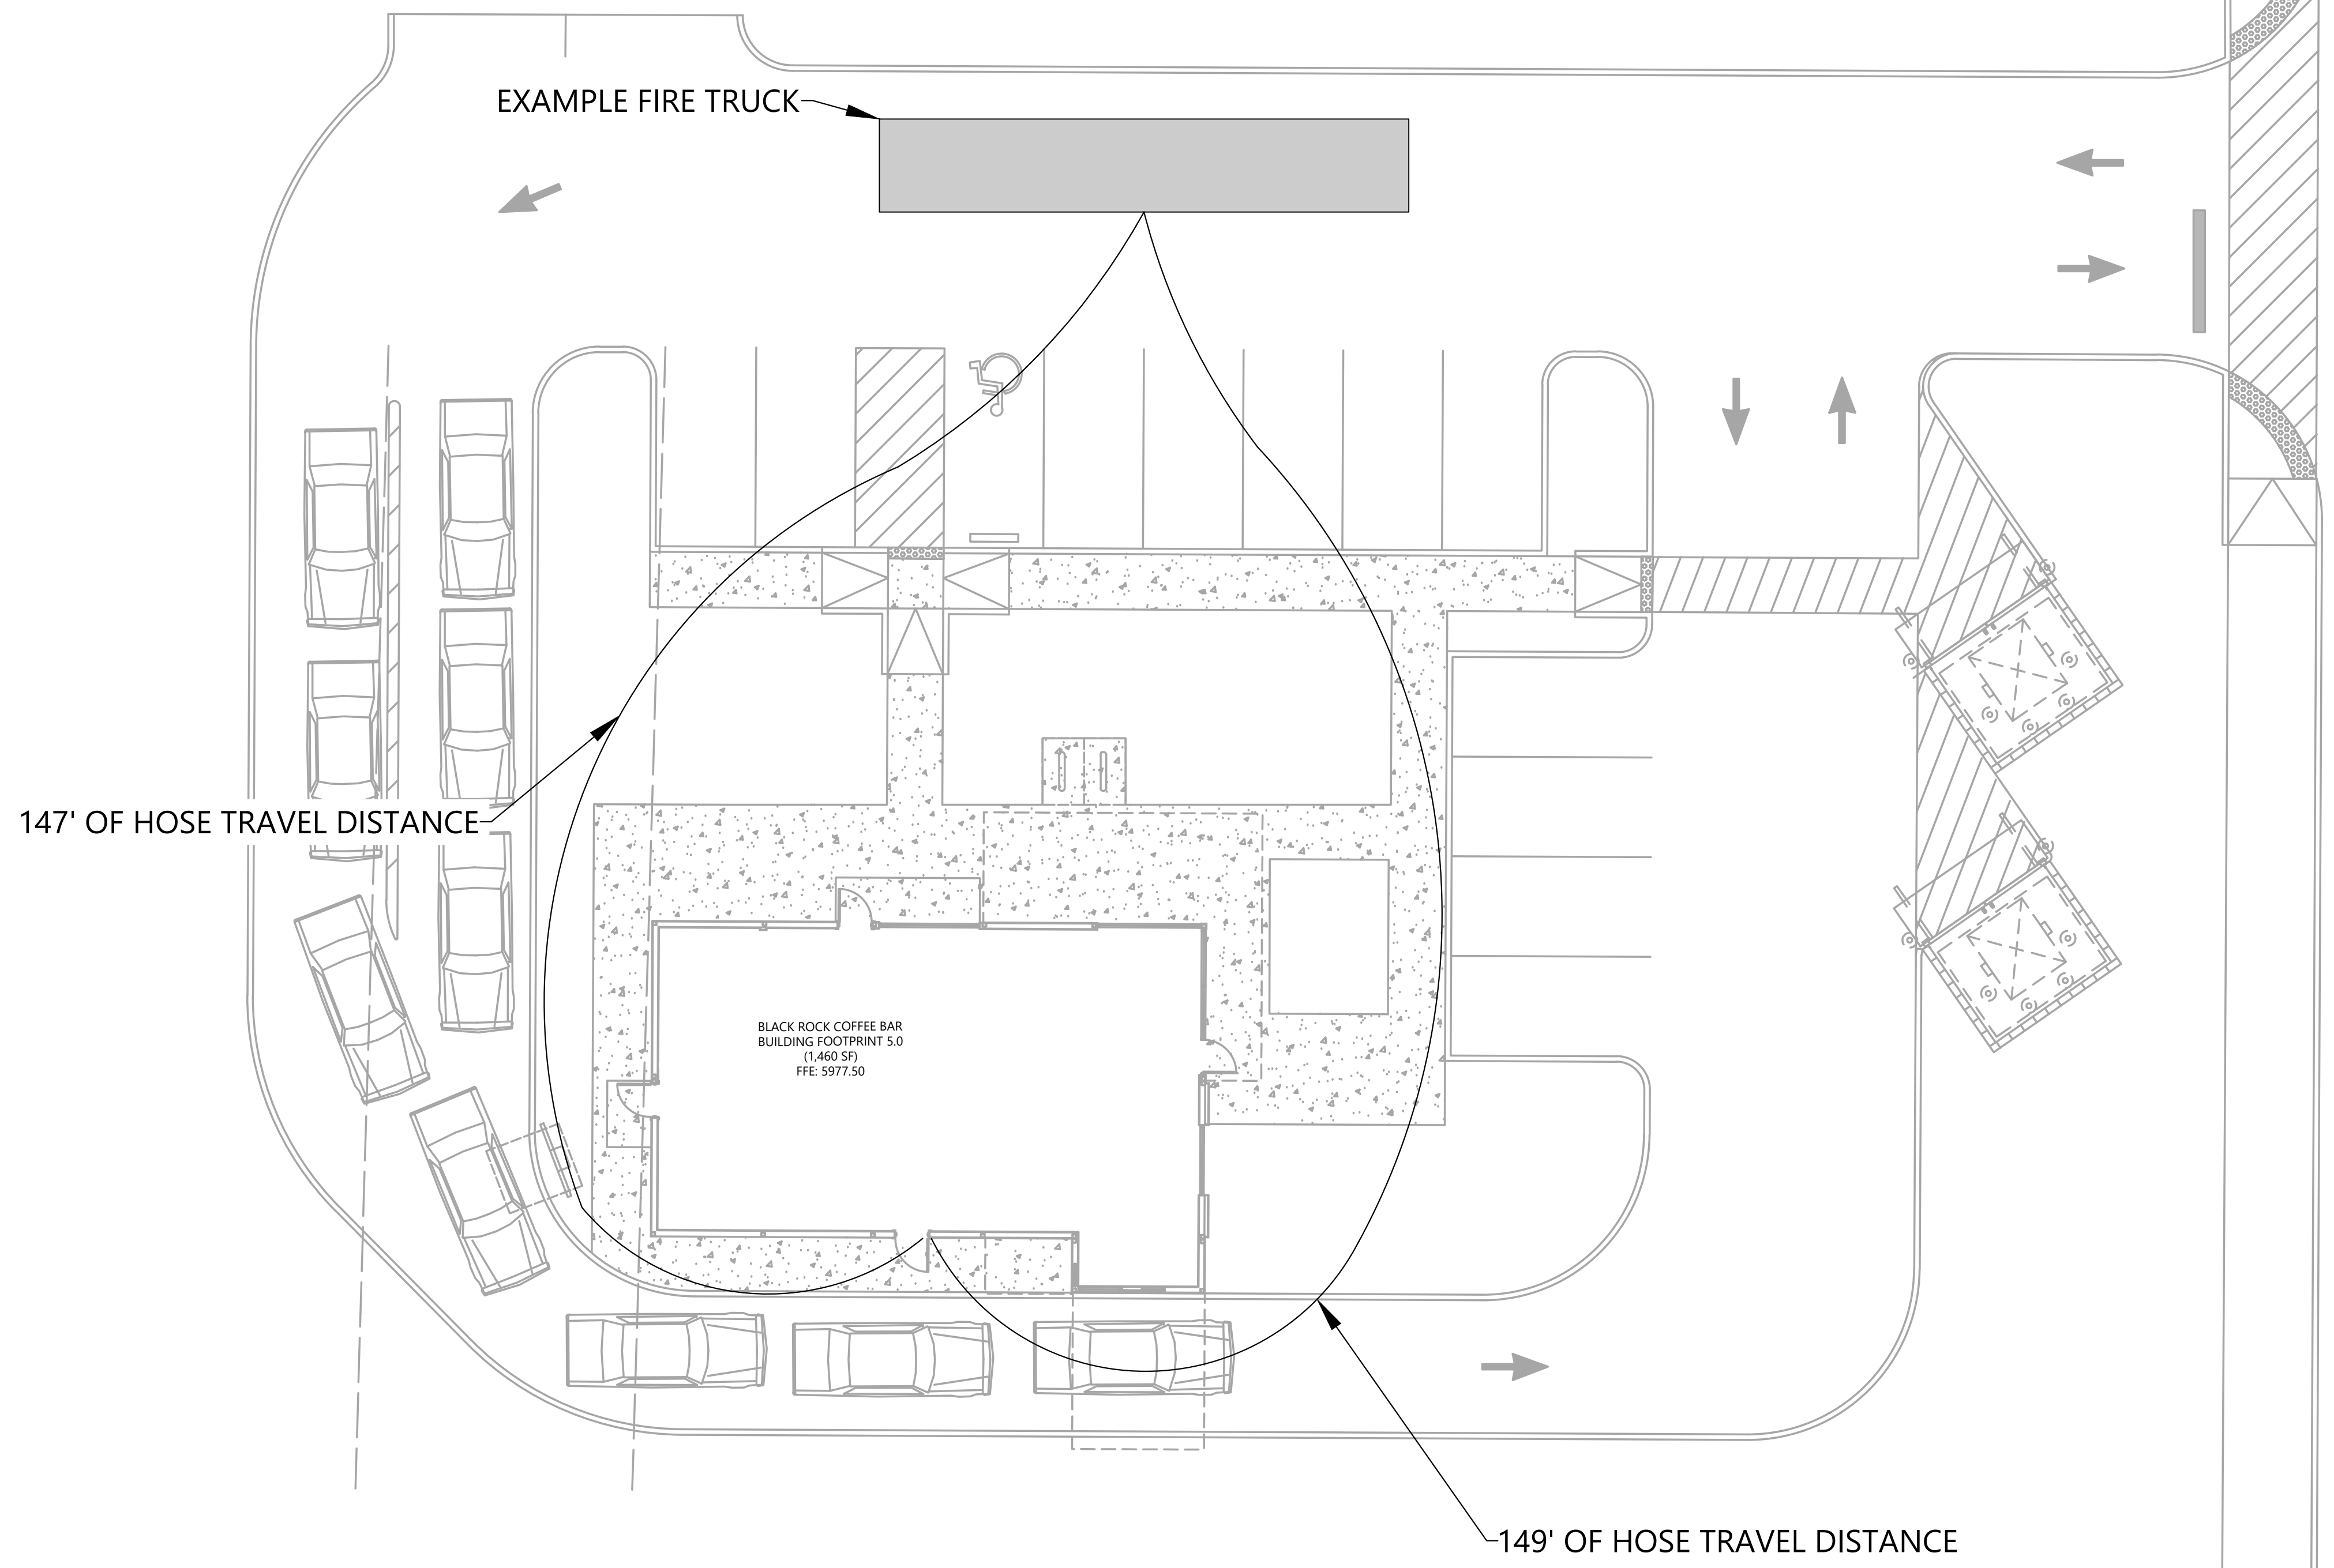 EXAMPLE FIRE TRUCK
147' OF HOSE TRAVEL DISTANCE
BLACK ROCK COFFEE BAR
BUILDING FOOTPRINT 5.0
(1,460 SF)
FFE: 5977.50
149' OF HOSE TRAVEL DISTANCE